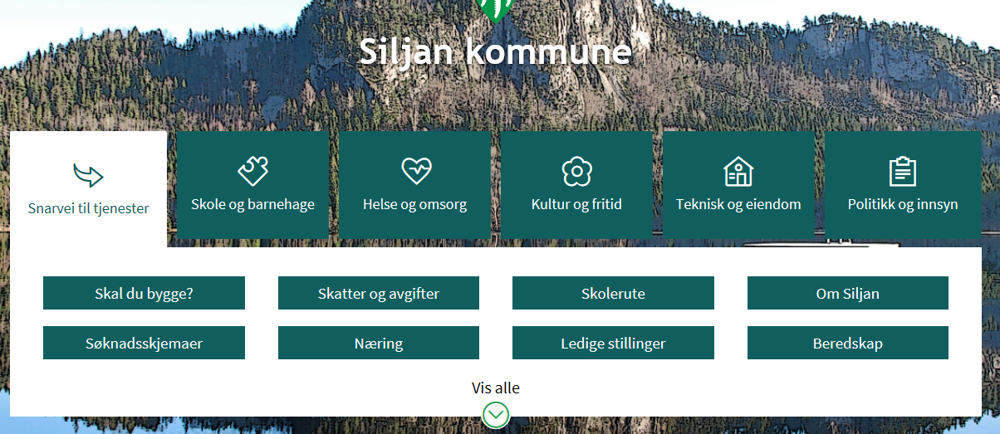 Siljan kommune
Snarvei til tjenester
Skole og barnehage
Helse og omsorg
Kultur og fritid
Teknisk og eiendom
Politikk og innsyn
Skal du bygge?
Skatter og avgifter
Skolerute
Om Siljan
Søknadsskjemaer
Næring
Ledige stillinger
Beredskap
Vis alle